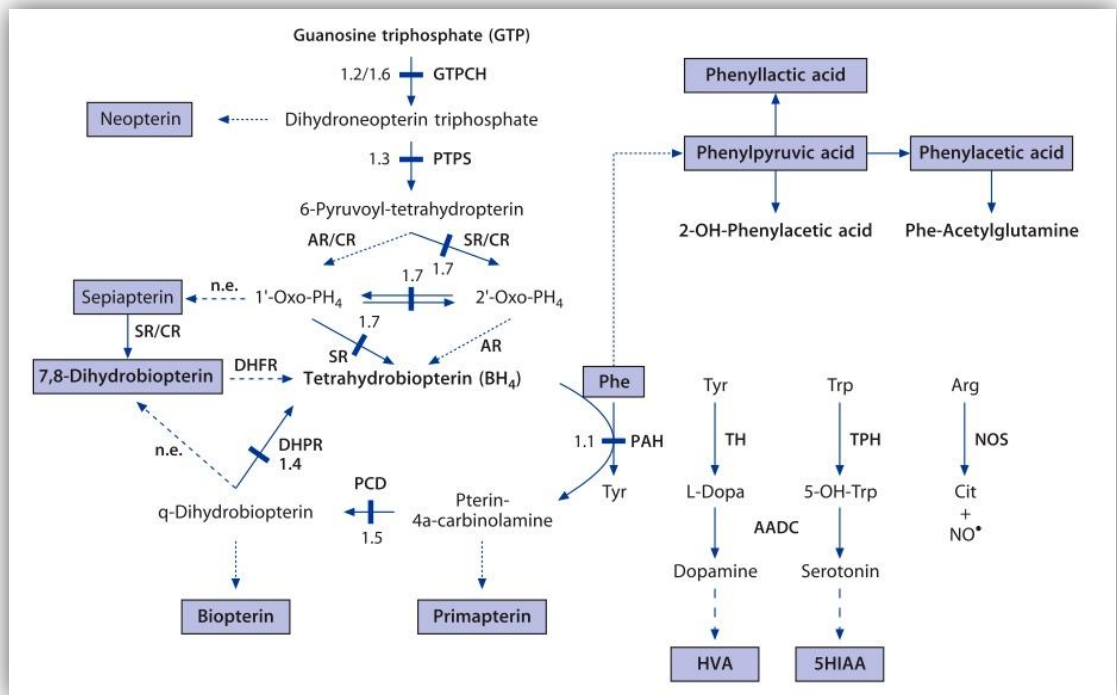 Guanosine triphosphate (GTP)
1.2/1.6 GTPCH
Phenyllactic acid
Neopterin
Dihydroneopterin triphosphate
1.3 PTPS
Phenylpyruvic acid
Phenylacetic acid
6-Pyruvoyl-tetrahydropterin
2-OH-Phenylacetic acid
Phe-Acetylglutamine
AR/CR
SR/CR
1.7
1.7
n.e.
Sepiapterin
1'-Oxo-PH4
2'-Oxo-PH4
1.7
SR/CR
SR
AR
7,8-Dihydrobiopterin
DHFR
Tetrahydrobiopterin (BH4)
Phe
Tyr
Trp
Arg
n.e.
DHPR
1.4
1.1 PAH
TH
TPH
NOS
PCD
q-Dihydrobiopterin
1.5
Pterin-
4a-carbinolamine
Tyr
L-Dopa
5-OH-Trp
Cit
+
NO•
AADC
Dopamine
Serotonin
Biopterin
Primapterin
HVA
5HIAA